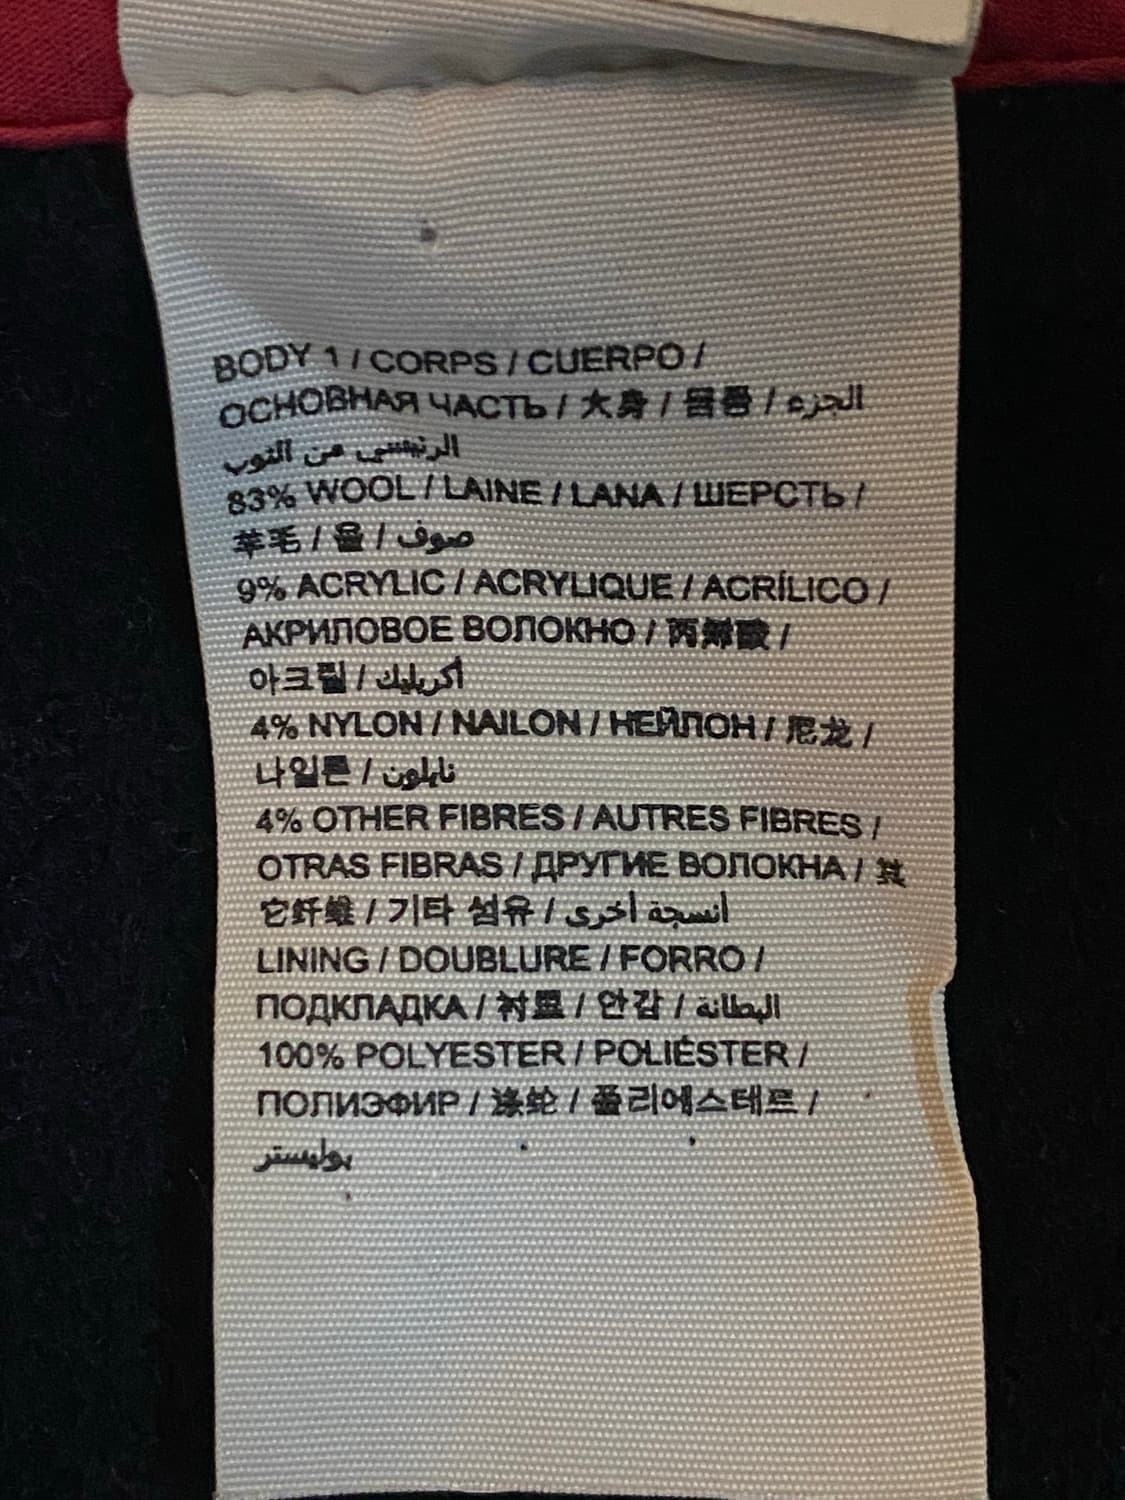 BODY 1 / CORPS / CUERPO /
ОСНОВНАЯ ЧАСТЬ / 大身 / 몸통 / الجزء
الرئيسي من الثوب
83% WOOL / LAINE / LANA / ШЕРСТЬ /
羊毛 / 울 / صوف
9% ACRYLIC / ACRYLIQUE / ACRÍLICO /
АКРИЛОВОЕ ВОЛОКНО / 丙烯酸 /
아크릴 / أكريليك
4% NYLON / NAILON / НЕЙЛОН / 尼龙 /
나일론 / نايلون
4% OTHER FIBRES / AUTRES FIBRES /
OTRAS FIBRAS / ДРУГИЕ ВОЛОКНА / 其
它纤维 / 기타 섬유 / أنسجة أخرى
LINING / DOUBLURE / FORRO /
ПОДКЛАДКА / 衬里 / 안감 / البطانة
100% POLYESTER / POLIÉSTER /
ПОЛИЭФИР / 涤纶 / 폴리에스테르 /
بوليستر